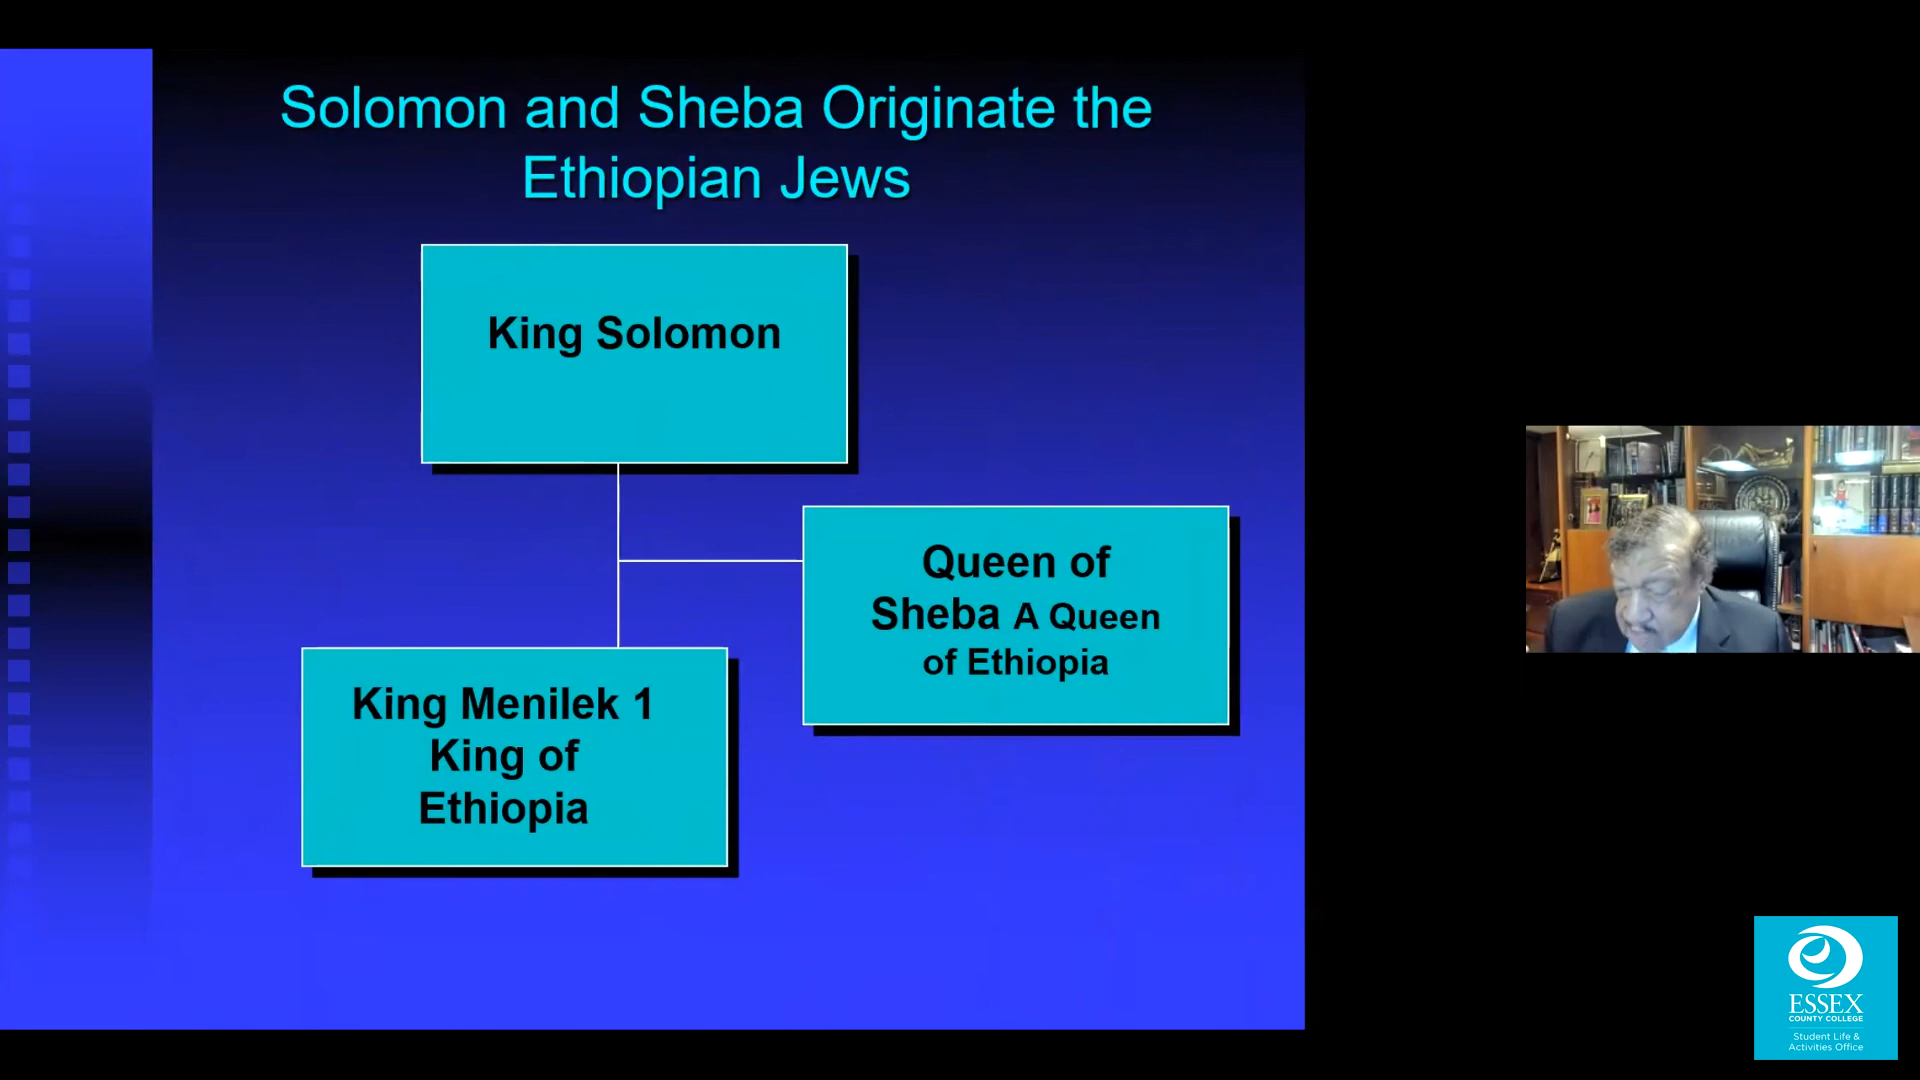 Solomon and Sheba Originate the
Ethiopian Jews
King Solomon
Queen of
Sheba A Queen
of Ethiopia
King Menilek 1
King of
Ethiopia
ESSEX
COUNTY COLLEGE
Student Life &
Activities Office